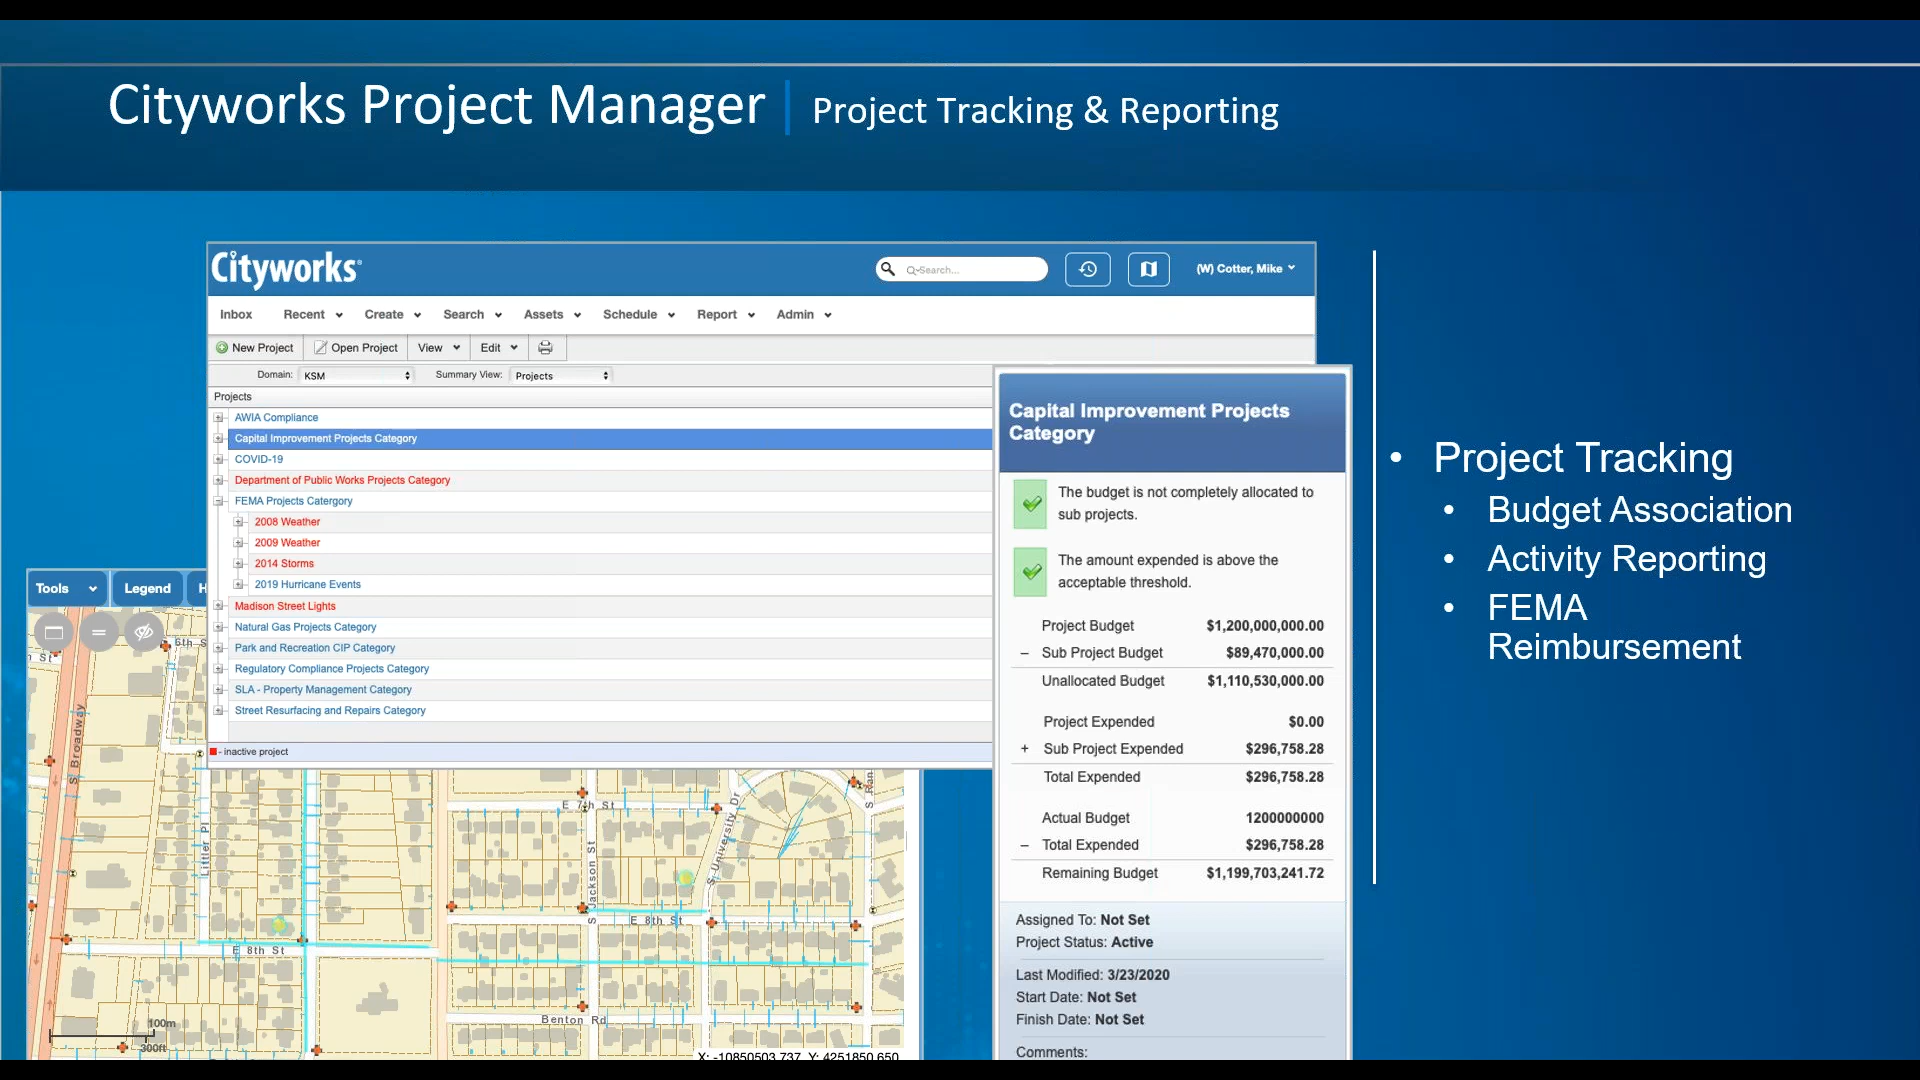 Cityworks Project Manager
Project Tracking & Reporting
Cityworks®
Search...
(W) Cotter, Mike
Inbox
Recent
Create
Search
Assets
Schedule
Report
Admin
New Project
Open Project
View
Edit
Domain:
KSM
Summary View:
Projects
Projects
AWIA Compliance
Capital Improvement Projects Category
COVID-19
Department of Public Works Projects Category
FEMA Projects Catergory
2008 Weather
2009 Weather
2014 Storms
2019 Hurricane Events
Madison Street Lights
Natural Gas Projects Category
Park and Recreation CIP Category
Regulatory Compliance Projects Category
SLA - Property Management Category
Street Resurfacing and Repairs Category
- inactive project
Capital Improvement Projects
Category
The budget is not completely allocated to
sub projects.
The amount expended is above the
acceptable threshold.
Project Budget $1,200,000,000.00
– Sub Project Budget $89,470,000.00
Unallocated Budget $1,110,530,000.00
Project Expended $0.00
+ Sub Project Expended $296,758.28
Total Expended $296,758.28
Actual Budget 1200000000
– Total Expended $296,758.28
Remaining Budget $1,199,703,241.72
Assigned To: Not Set
Project Status: Active
Last Modified: 3/23/2020
Start Date: Not Set
Finish Date: Not Set
Comments:
• Project Tracking
• Budget Association
• Activity Reporting
• FEMA
Reimbursement
Tools
Legend
H
6th S
St
S Broadway
Littler Pl
E 7th St
S Jackson St
S University Dr
S Ran
E 8th St
E 8th St
Benton Rd
100m
300ft
X: -10850503.737, Y: 4251850.650